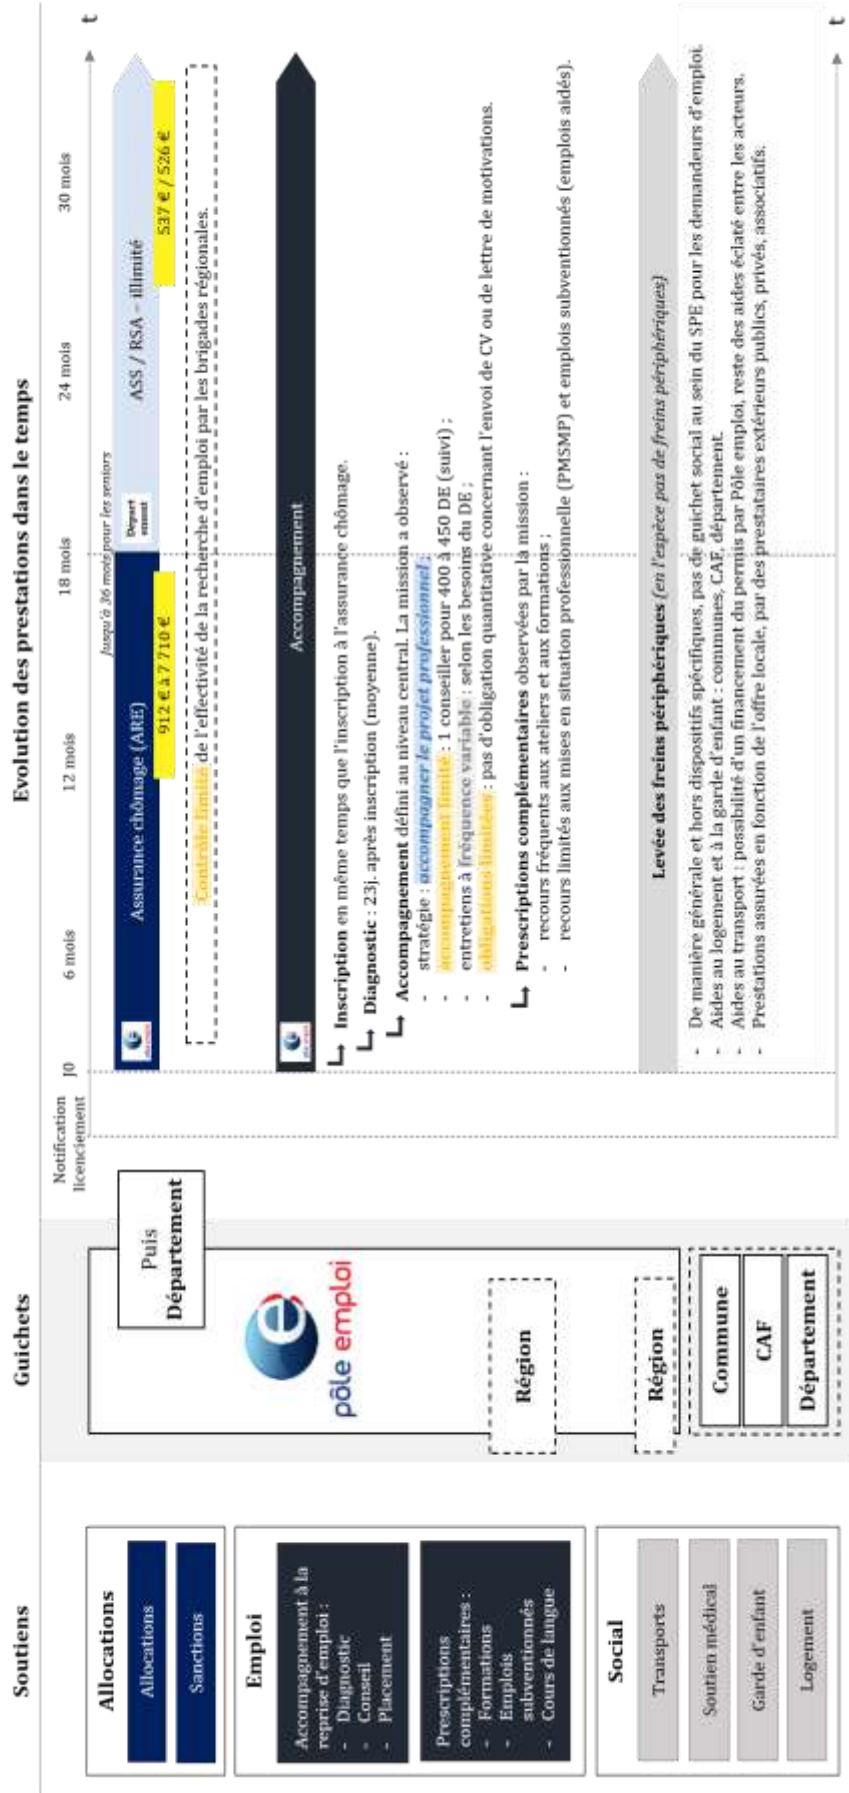 Soutiens
Guichets
Evolution des prestations dans le temps
Allocations
Allocations
Sanctions
Emploi
Accompagnement à la
reprise d'emploi :
- Diagnostic
- Conseil
- Placement
Prescriptions
complémentaires :
- Formations
- Emplois
subventionnés
- Cours de langue
Social
Transports
Soutien médical
Garde d'enfant
Logement
Puis
Département
pôle emploi
Région
Région
Commune
CAF
Département
Notification
licenciement
J0
6 mois
12 mois
18 mois
24 mois
30 mois
t
Jusqu'à 36 mois pour les seniors
Assurance chômage (ARE)
912 € à 7 710 €
Départ
ement
ASS / RSA – illimité
537 € / 526 €
Contrôle limité de l'effectivité de la recherche d'emploi par les brigades régionales.
Accompagnement
Inscription en même temps que l'inscription à l'assurance chômage.
Diagnostic : 23j. après inscription (moyenne).
Accompagnement défini au niveau central. La mission a observé :
- stratégie : accompagner le projet professionnel ;
- accompagnement limité : 1 conseiller pour 400 à 450 DE (suivi) ;
- entretiens à fréquence variable : selon les besoins du DE ;
- obligations limitées : pas d'obligation quantitative concernant l'envoi de CV ou de lettre de motivations.
Prescriptions complémentaires observées par la mission :
- recours fréquents aux ateliers et aux formations ;
- recours limités aux mises en situation professionnelle (PMSMP) et emplois subventionnés (emplois aidés).
Levée des freins périphériques (en l'espèce pas de freins périphériques)
- De manière générale et hors dispositifs spécifiques, pas de guichet social au sein du SPE pour les demandeurs d'emploi.
- Aides au logement et à la garde d'enfant : communes, CAF, département.
- Aides au transport : possibilité d'un financement du permis par Pôle emploi, reste des aides éclaté entre les acteurs.
- Prestations assurées en fonction de l'offre locale, par des prestataires extérieurs publics, privés, associatifs.
t